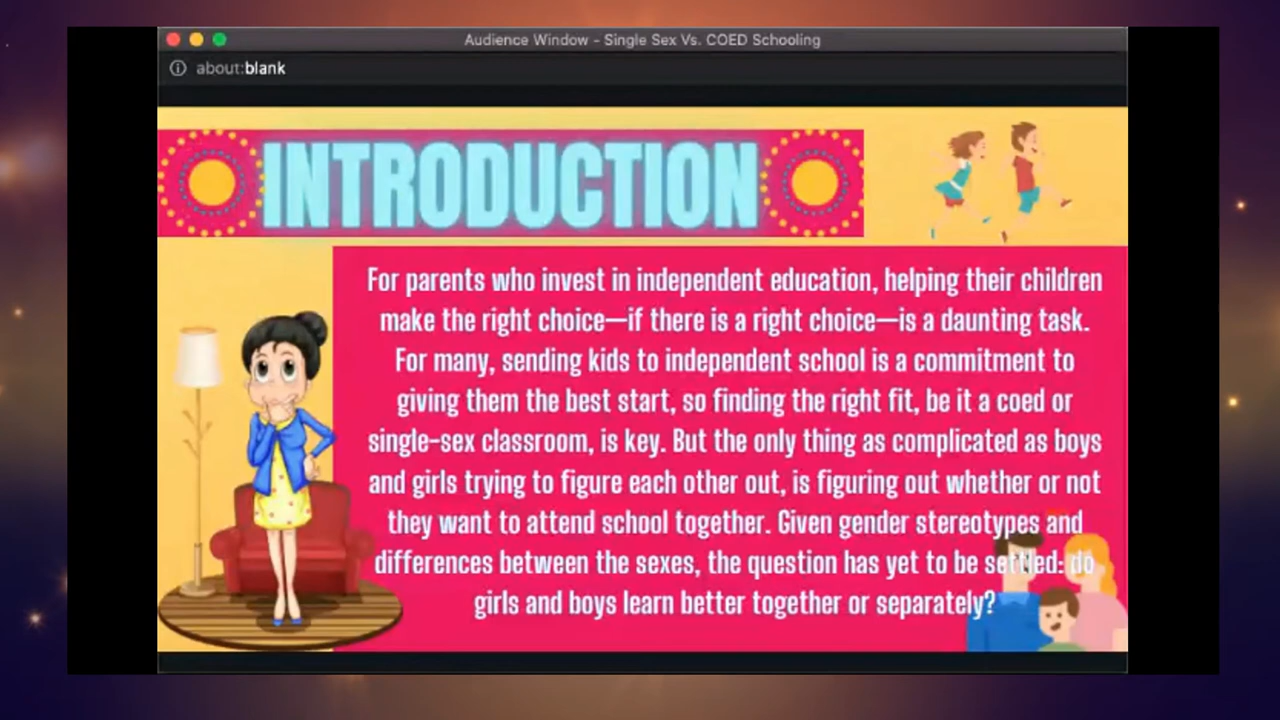 Audience Window - Single Sex Vs. COED Schooling
about:blank
INTRODUCTION
For parents who invest in independent education, helping their children
make the right choice—if there is a right choice—is a daunting task.
For many, sending kids to independent school is a commitment to
giving them the best start, so finding the right fit, be it a coed or
single-sex classroom, is key. But the only thing as complicated as boys
and girls trying to figure each other out, is figuring out whether or not
they want to attend school together. Given gender stereotypes and
differences between the sexes, the question has yet to be settled: do
girls and boys learn better together or separately?